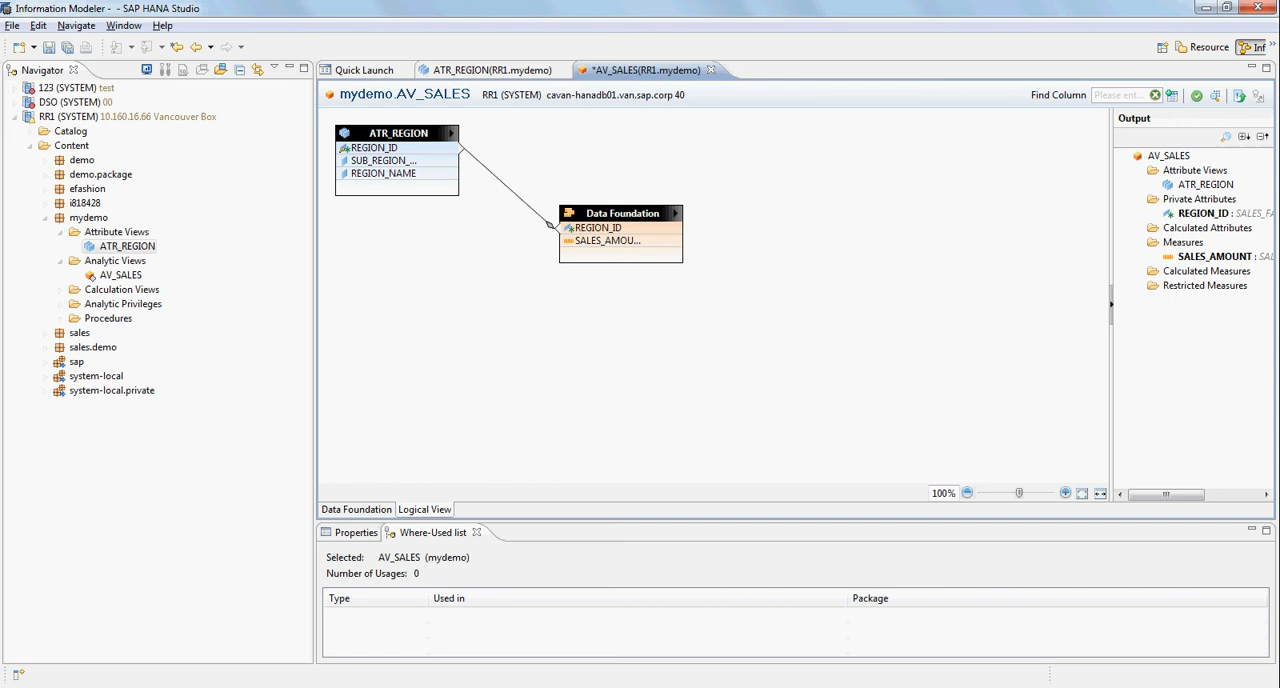 Information Modeler - - SAP HANA Studio
File Edit Navigate Window Help
Resource Inf
Navigator
123 (SYSTEM) test
DSO (SYSTEM) 00
RR1 (SYSTEM) 10.160.16.66 Vancouver Box
Catalog
Content
demo
demo.package
efashion
i818428
mydemo
Attribute Views
ATR_REGION
Analytic Views
AV_SALES
Calculation Views
Analytic Privileges
Procedures
sales
sales.demo
sap
system-local
system-local.private
Quick Launch ATR_REGION(RR1.mydemo) *AV_SALES(RR1.mydemo)
mydemo.AV_SALES RR1 (SYSTEM) cavan-hanadb01.van.sap.corp 40 Find Column Please ent...
ATR_REGION
REGION_ID
SUB_REGION_...
REGION_NAME
Data Foundation
REGION_ID
SALES_AMOU...
100%
Data Foundation Logical View
Output
AV_SALES
Attribute Views
ATR_REGION
Private Attributes
REGION_ID : SALES_FA
Calculated Attributes
Measures
SALES_AMOUNT : SAL
Calculated Measures
Restricted Measures
Properties Where-Used list
Selected: AV_SALES (mydemo)
Number of Usages: 0
Type Used in Package